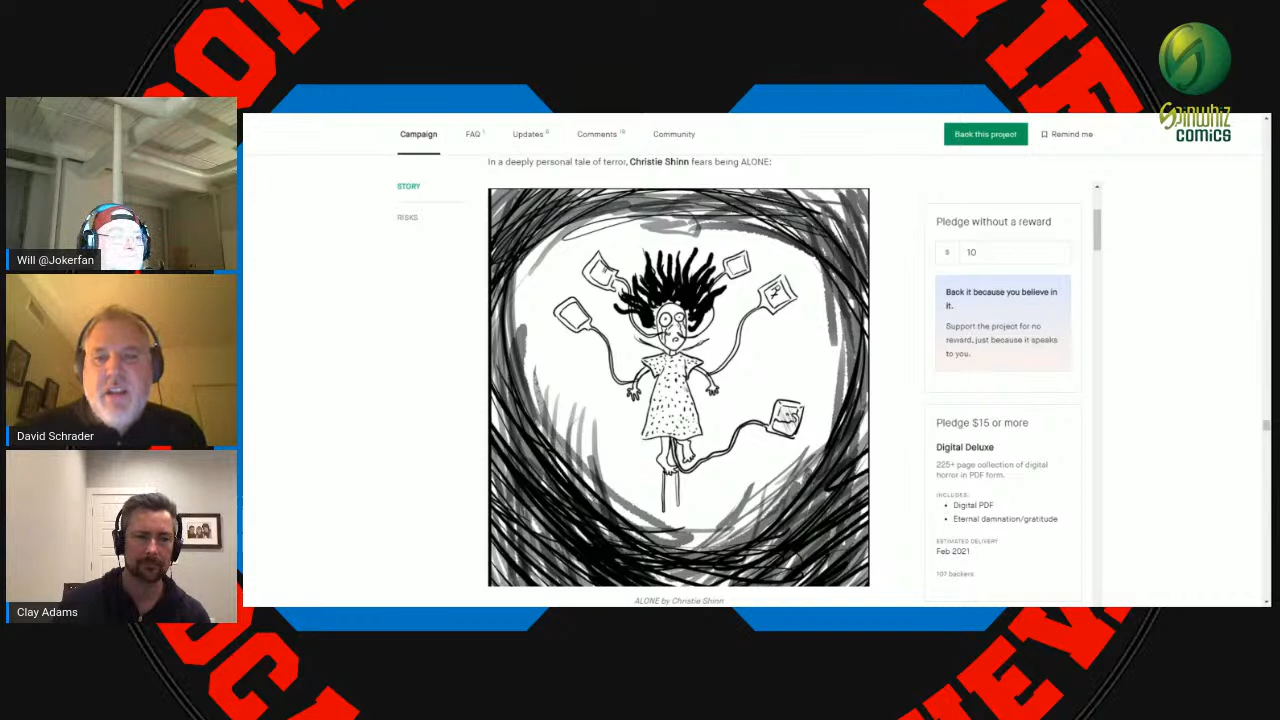 Spinwhiz
COMICS
Will @Jokerfan
David Schrader
Clay Adams
Campaign
FAQ 1
Updates 6
Comments 19
Community
Back this project
Remind me
In a deeply personal tale of terror, Christie Shinn fears being ALONE:
STORY
RISKS
ALONE by Christie Shinn
Pledge without a reward
$ 10
Back it because you believe in
it.
Support the project for no
reward, just because it speaks
to you.
Pledge $15 or more
Digital Deluxe
225+ page collection of digital
horror in PDF form.
INCLUDES:
• Digital PDF
• Eternal damnation/gratitude
ESTIMATED DELIVERY
Feb 2021
107 backers